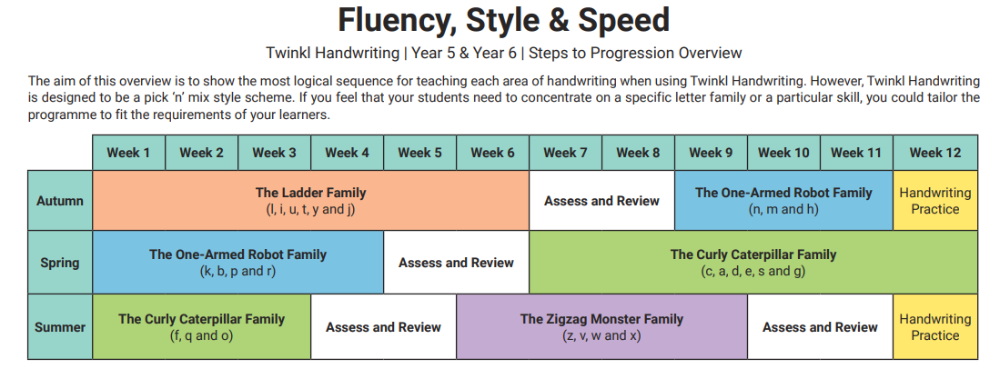 Fluency, Style & Speed
Twinkl Handwriting | Year 5 & Year 6 | Steps to Progression Overview
The aim of this overview is to show the most logical sequence for teaching each area of handwriting when using Twinkl Handwriting. However, Twinkl Handwriting
is designed to be a pick ‘n’ mix style scheme. If you feel that your students need to concentrate on a specific letter family or a particular skill, you could tailor the
programme to fit the requirements of your learners.
Week 1 Week 2 Week 3 Week 4 Week 5 Week 6 Week 7 Week 8 Week 9 Week 10 Week 11 Week 12
Autumn
The Ladder Family
(l, i, u, t, y and j)
Assess and Review
The One-Armed Robot Family
(n, m and h)
Handwriting
Practice
Spring
The One-Armed Robot Family
(k, b, p and r)
Assess and Review
The Curly Caterpillar Family
(c, a, d, e, s and g)
Summer
The Curly Caterpillar Family
(f, q and o)
Assess and Review
The Zigzag Monster Family
(z, v, w and x)
Assess and Review
Handwriting
Practice